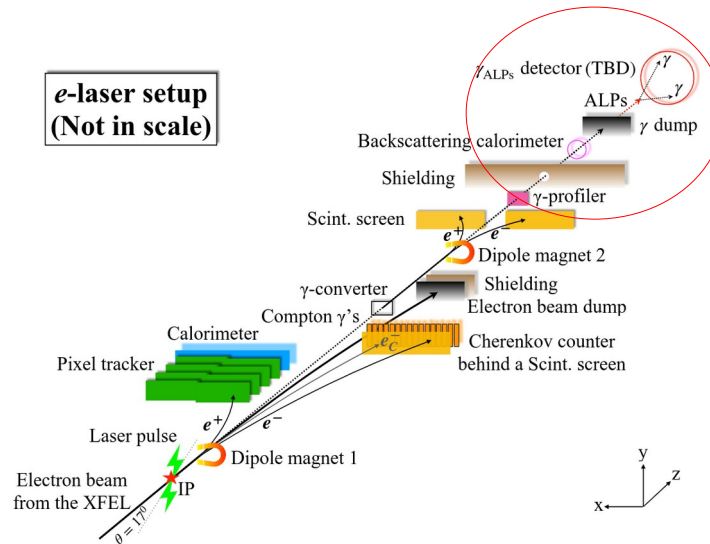 e-laser setup
(Not in scale)
γ
γALPs detector (TBD)
γ
ALPs
γ dump
Backscattering calorimeter
Shielding
γ-profiler
Scint. screen
e⁺
e⁻
Dipole magnet 2
γ-converter
Shielding
Compton γ's
Electron beam dump
Calorimeter
e⁻C
Cherenkov counter
behind a Scint. screen
Pixel tracker
e⁺
e⁻
Laser pulse
Dipole magnet 1
Electron beam
from the XFEL
IP
θ = 17⁰
y
z
x